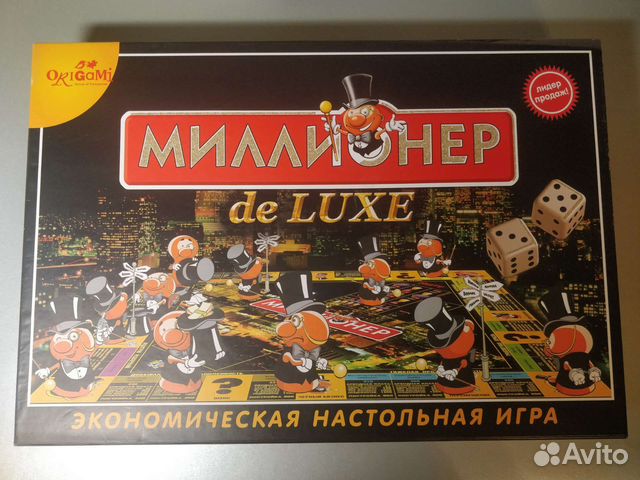 ORiGaMi
лидер
продаж!
МИЛЛИОНЕР
de LUXE
МИЛЛИОНЕР
ЭКОНОМИЧЕСКАЯ НАСТОЛЬНАЯ ИГРА
Avito